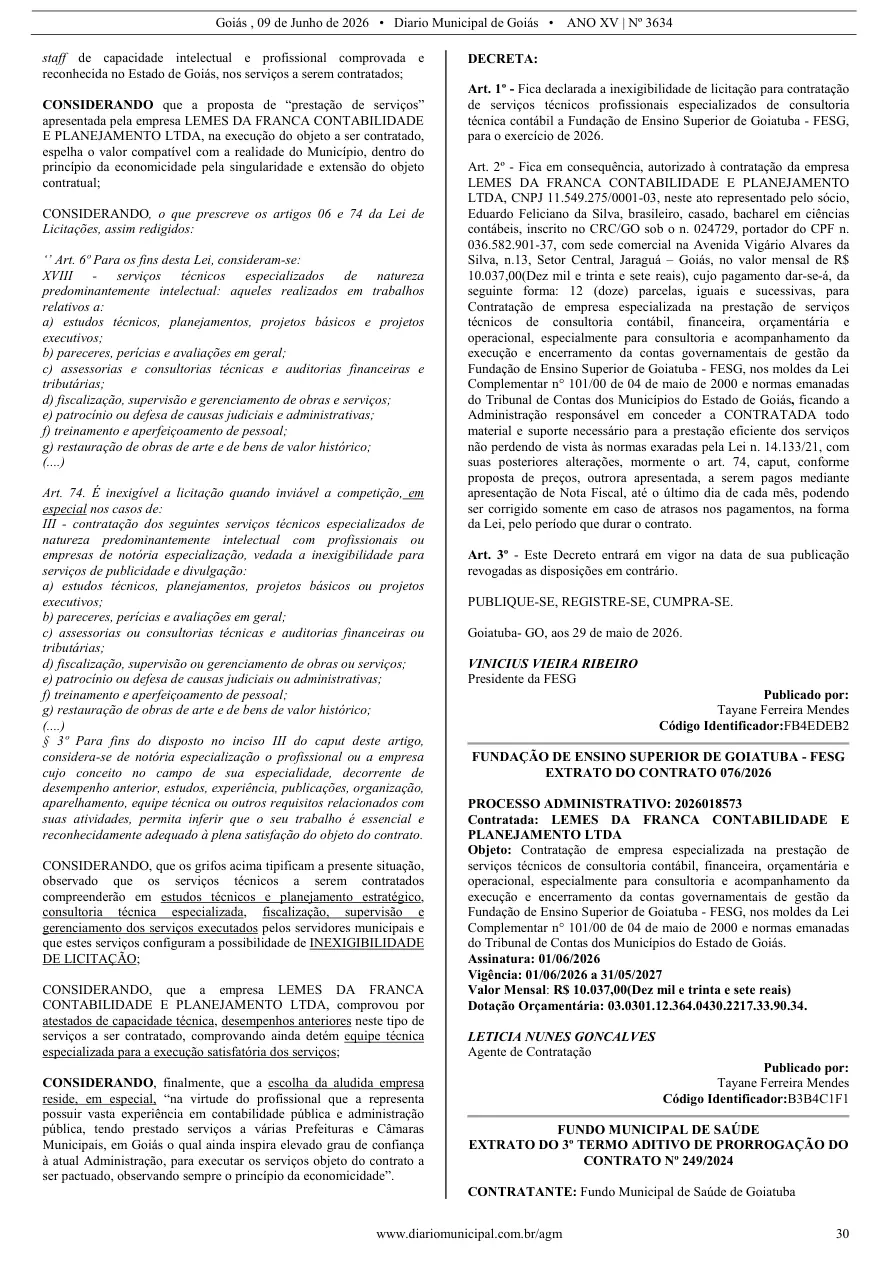 Goiás , 09 de Junho de 2026 • Diario Municipal de Goiás • ANO XV | Nº 3634
staff de capacidade intelectual e profissional comprovada e
reconhecida no Estado de Goiás, nos serviços a serem contratados;
CONSIDERANDO que a proposta de “prestação de serviços”
apresentada pela empresa LEMES DA FRANCA CONTABILIDADE
E PLANEJAMENTO LTDA, na execução do objeto a ser contratado,
espelha o valor compatível com a realidade do Município, dentro do
princípio da economicidade pela singularidade e extensão do objeto
contratual;
CONSIDERANDO, o que prescreve os artigos 06 e 74 da Lei de
Licitações, assim redigidos:
‘’ Art. 6º Para os fins desta Lei, consideram-se:
XVIII - serviços técnicos especializados de natureza
predominantemente intelectual: aqueles realizados em trabalhos
relativos a:
a) estudos técnicos, planejamentos, projetos básicos e projetos
executivos;
b) pareceres, perícias e avaliações em geral;
c) assessorias e consultorias técnicas e auditorias financeiras e
tributárias;
d) fiscalização, supervisão e gerenciamento de obras e serviços;
e) patrocínio ou defesa de causas judiciais e administrativas;
f) treinamento e aperfeiçoamento de pessoal;
g) restauração de obras de arte e de bens de valor histórico;
(....)
Art. 74. É inexigível a licitação quando inviável a competição, em
especial nos casos de:
III - contratação dos seguintes serviços técnicos especializados de
natureza predominantemente intelectual com profissionais ou
empresas de notória especialização, vedada a inexigibilidade para
serviços de publicidade e divulgação:
a) estudos técnicos, planejamentos, projetos básicos ou projetos
executivos;
b) pareceres, perícias e avaliações em geral;
c) assessorias ou consultorias técnicas e auditorias financeiras ou
tributárias;
d) fiscalização, supervisão ou gerenciamento de obras ou serviços;
e) patrocínio ou defesa de causas judiciais ou administrativas;
f) treinamento e aperfeiçoamento de pessoal;
g) restauração de obras de arte e de bens de valor histórico;
(....)
§ 3º Para fins do disposto no inciso III do caput deste artigo,
considera-se de notória especialização o profissional ou a empresa
cujo conceito no campo de sua especialidade, decorrente de
desempenho anterior, estudos, experiência, publicações, organização,
aparelhamento, equipe técnica ou outros requisitos relacionados com
suas atividades, permita inferir que o seu trabalho é essencial e
reconhecidamente adequado à plena satisfação do objeto do contrato.
CONSIDERANDO, que os grifos acima tipificam a presente situação,
observado que os serviços técnicos a serem contratados
compreenderão em estudos técnicos e planejamento estratégico,
consultoria técnica especializada, fiscalização, supervisão e
gerenciamento dos serviços executados pelos servidores municipais e
que estes serviços configuram a possibilidade de INEXIGIBILIDADE
DE LICITAÇÃO;
CONSIDERANDO, que a empresa LEMES DA FRANCA
CONTABILIDADE E PLANEJAMENTO LTDA, comprovou por
atestados de capacidade técnica, desempenhos anteriores neste tipo de
serviços a ser contratado, comprovando ainda detém equipe técnica
especializada para a execução satisfatória dos serviços;
CONSIDERANDO, finalmente, que a escolha da aludida empresa
reside, em especial, “na virtude do profissional que a representa
possuir vasta experiência em contabilidade pública e administração
pública, tendo prestado serviços a várias Prefeituras e Câmaras
Municipais, em Goiás o qual ainda inspira elevado grau de confiança
à atual Administração, para executar os serviços objeto do contrato a
ser pactuado, observando sempre o princípio da economicidade”.
DECRETA:
Art. 1º - Fica declarada a inexigibilidade de licitação para contratação
de serviços técnicos profissionais especializados de consultoria
técnica contábil a Fundação de Ensino Superior de Goiatuba - FESG,
para o exercício de 2026.
Art. 2º - Fica em consequência, autorizado à contratação da empresa
LEMES DA FRANCA CONTABILIDADE E PLANEJAMENTO
LTDA, CNPJ 11.549.275/0001-03, neste ato representado pelo sócio,
Eduardo Feliciano da Silva, brasileiro, casado, bacharel em ciências
contábeis, inscrito no CRC/GO sob o n. 024729, portador do CPF n.
036.582.901-37, com sede comercial na Avenida Vigário Alvares da
Silva, n.13, Setor Central, Jaraguá – Goiás, no valor mensal de R$
10.037,00(Dez mil e trinta e sete reais), cujo pagamento dar-se-á, da
seguinte forma: 12 (doze) parcelas, iguais e sucessivas, para
Contratação de empresa especializada na prestação de serviços
técnicos de consultoria contábil, financeira, orçamentária e
operacional, especialmente para consultoria e acompanhamento da
execução e encerramento da contas governamentais de gestão da
Fundação de Ensino Superior de Goiatuba - FESG, nos moldes da Lei
Complementar n° 101/00 de 04 de maio de 2000 e normas emanadas
do Tribunal de Contas dos Municípios do Estado de Goiás, ficando a
Administração responsável em conceder a CONTRATADA todo
material e suporte necessário para a prestação eficiente dos serviços
não perdendo de vista às normas exaradas pela Lei n. 14.133/21, com
suas posteriores alterações, mormente o art. 74, caput, conforme
proposta de preços, outrora apresentada, a serem pagos mediante
apresentação de Nota Fiscal, até o último dia de cada mês, podendo
ser corrigido somente em caso de atrasos nos pagamentos, na forma
da Lei, pelo período que durar o contrato.
Art. 3º - Este Decreto entrará em vigor na data de sua publicação
revogadas as disposições em contrário.
PUBLIQUE-SE, REGISTRE-SE, CUMPRA-SE.
Goiatuba- GO, aos 29 de maio de 2026.
VINICIUS VIEIRA RIBEIRO
Presidente da FESG
Publicado por:
Tayane Ferreira Mendes
Código Identificador:FB4EDEB2
FUNDAÇÃO DE ENSINO SUPERIOR DE GOIATUBA - FESG
EXTRATO DO CONTRATO 076/2026
PROCESSO ADMINISTRATIVO: 2026018573
Contratada: LEMES DA FRANCA CONTABILIDADE E
PLANEJAMENTO LTDA
Objeto: Contratação de empresa especializada na prestação de
serviços técnicos de consultoria contábil, financeira, orçamentária e
operacional, especialmente para consultoria e acompanhamento da
execução e encerramento da contas governamentais de gestão da
Fundação de Ensino Superior de Goiatuba - FESG, nos moldes da Lei
Complementar n° 101/00 de 04 de maio de 2000 e normas emanadas
do Tribunal de Contas dos Municípios do Estado de Goiás.
Assinatura: 01/06/2026
Vigência: 01/06/2026 a 31/05/2027
Valor Mensal: R$ 10.037,00(Dez mil e trinta e sete reais)
Dotação Orçamentária: 03.0301.12.364.0430.2217.33.90.34.
LETICIA NUNES GONCALVES
Agente de Contratação
Publicado por:
Tayane Ferreira Mendes
Código Identificador:B3B4C1F1
FUNDO MUNICIPAL DE SAÚDE
EXTRATO DO 3º TERMO ADITIVO DE PRORROGAÇÃO DO
CONTRATO Nº 249/2024
CONTRATANTE: Fundo Municipal de Saúde de Goiatuba
www.diariomunicipal.com.br/agm 30